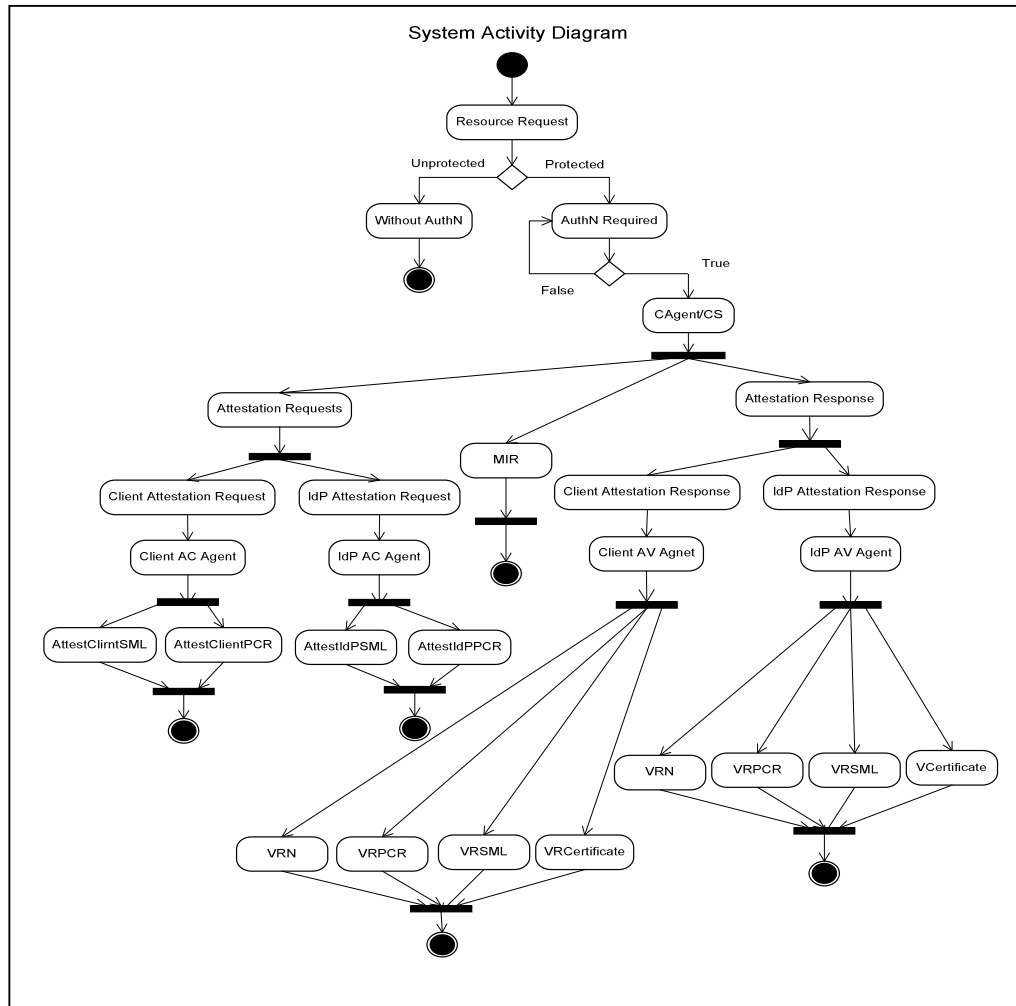 System Activity Diagram
Resource Request
Unprotected
Protected
Without AuthN
AuthN Required
True
False
CAgent/CS
Attestation Requests
Attestation Response
MIR
Client Attestation Request
IdP Attestation Request
Client Attestation Response
IdP Attestation Response
Client AC Agent
IdP AC Agent
Client AV Agnet
IdP AV Agent
AttestClirntSML
AttestClientPCR
AttestIdPSML
AttestIdPPCR
VRN
VRPCR
VRSML
VCertificate
VRN
VRPCR
VRSML
VRCertificate